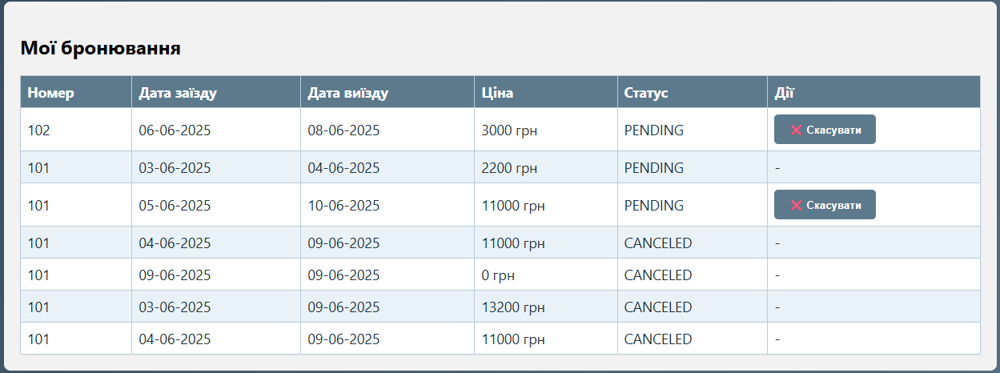 Мої бронювання
Номер Дата заїзду Дата виїзду Ціна Статус Дії
102 06-06-2025 08-06-2025 3000 грн PENDING ❌ Скасувати
101 03-06-2025 04-06-2025 2200 грн PENDING -
101 05-06-2025 10-06-2025 11000 грн PENDING ❌ Скасувати
101 04-06-2025 09-06-2025 11000 грн CANCELED -
101 09-06-2025 09-06-2025 0 грн CANCELED -
101 03-06-2025 09-06-2025 13200 грн CANCELED -
101 04-06-2025 09-06-2025 11000 грн CANCELED -